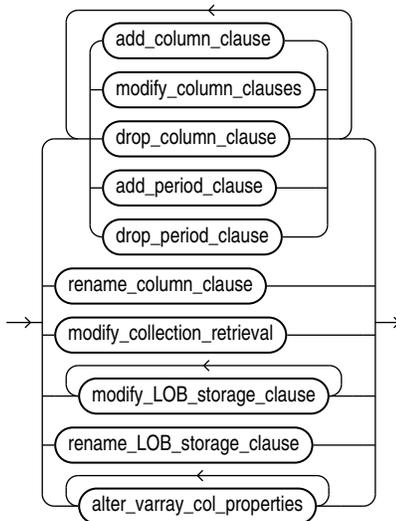 add_column_clause
modify_column_clauses
drop_column_clause
add_period_clause
drop_period_clause
rename_column_clause
modify_collection_retrieval
modify_LOB_storage_clause
rename_LOB_storage_clause
alter_varray_col_properties